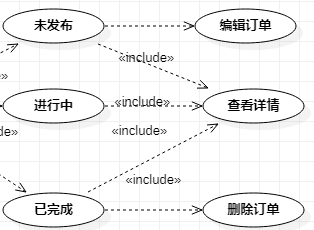 未发布
编辑订单
«include»
e»
进行中
«include»
查看详情
«include»
de»
«include»
已完成
删除订单